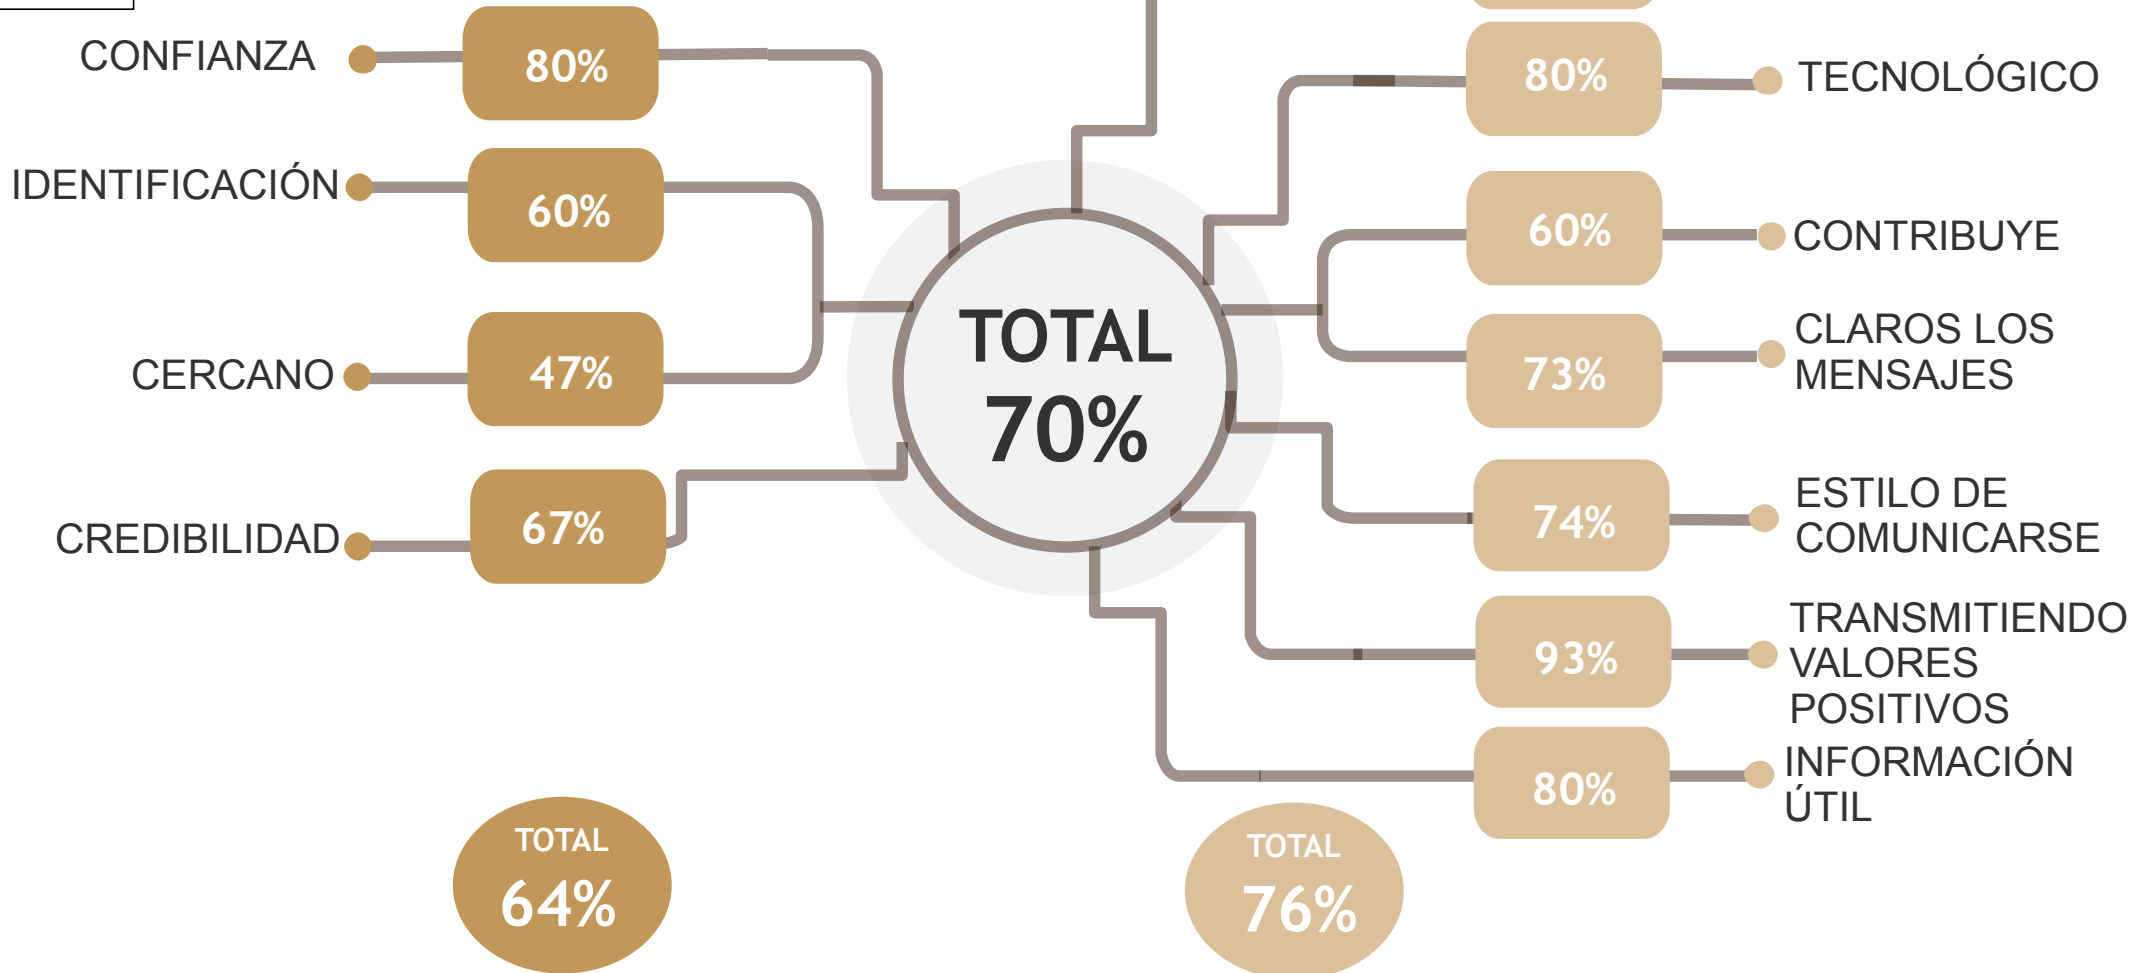 CONFIANZA
80%
IDENTIFICACIÓN
60%
CERCANO
47%
CREDIBILIDAD
67%
TOTAL
64%
TOTAL
70%
80%
TECNOLÓGICO
60%
CONTRIBUYE
73%
CLAROS LOS
MENSAJES
74%
ESTILO DE
COMUNICARSE
93%
TRANSMITIENDO
VALORES
POSITIVOS
80%
INFORMACIÓN
ÚTIL
TOTAL
76%